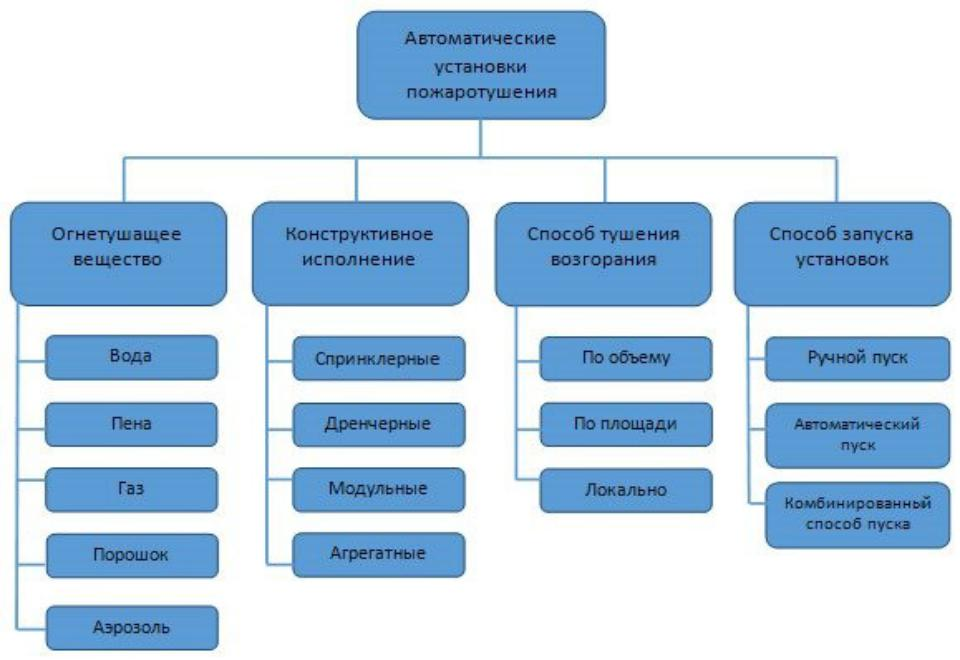 Автоматические
установки
пожаротушения
Огнетушащее
вещество
Вода
Пена
Газ
Порошок
Аэрозоль
Конструктивное
исполнение
Спринклерные
Дренчерные
Модульные
Агрегатные
Способ тушения
возгорания
По объему
По площади
Локально
Способ запуска
установок
Ручной пуск
Автоматический
пуск
Комбинированный
способ пуска